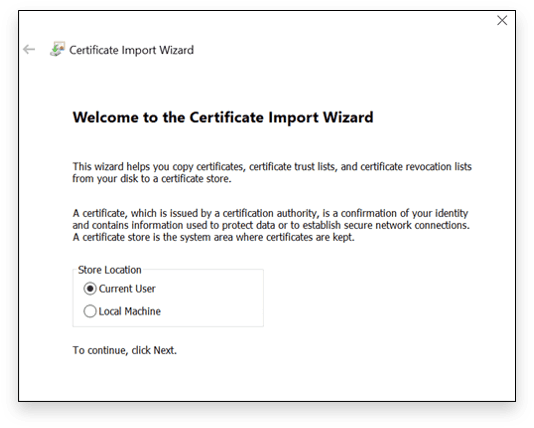 Certificate Import Wizard
Welcome to the Certificate Import Wizard
This wizard helps you copy certificates, certificate trust lists, and certificate revocation lists
from your disk to a certificate store.
A certificate, which is issued by a certification authority, is a confirmation of your identity
and contains information used to protect data or to establish secure network connections.
A certificate store is the system area where certificates are kept.
Store Location
Current User
Local Machine
To continue, click Next.